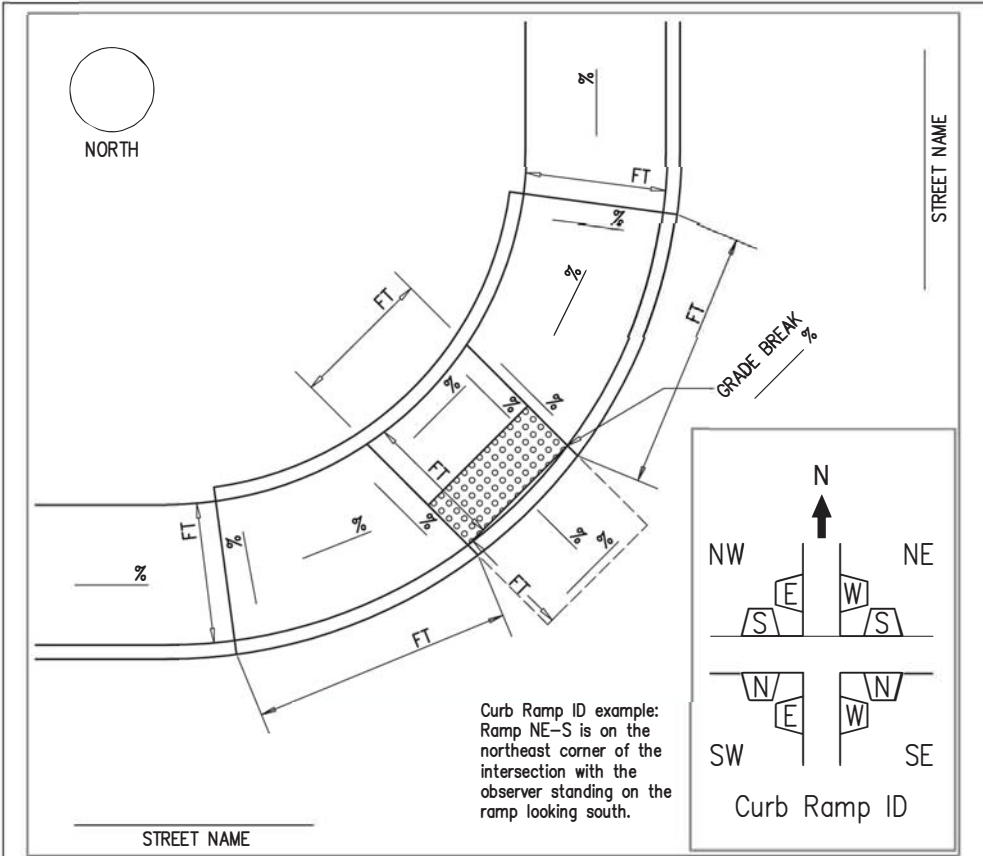 NORTH
%
FT
STREET NAME
%
%
FT
FT
GRADE BREAK
%
%
%
%
FT
%
FT
%
%
%
%
%
FT
%
FT
FT
Curb Ramp ID example:
Ramp NE-S is on the
northeast corner of the
intersection with the
observer standing on the
ramp looking south.
STREET NAME
N
NW NE
E W
S S
N N
E W
SW SE
Curb Ramp ID